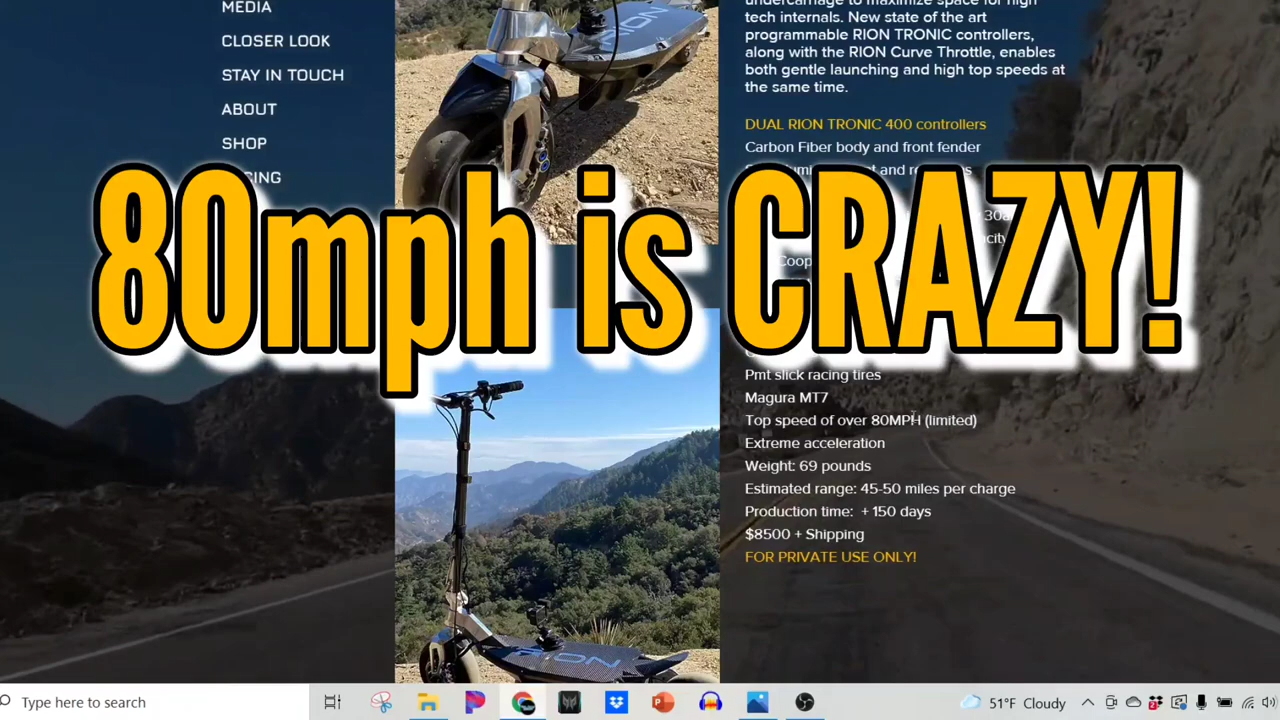 MEDIA
CLOSER LOOK
STAY IN TOUCH
ABOUT
SHOP
undercarriage to maximize space for high
tech internals. New state of the art
programmable RION TRONIC controllers,
along with the RION Curve Throttle, enables
both gentle launching and high top speeds at
the same time.
DUAL RION TRONIC 400 controllers
Carbon Fiber body and front fender
80mph is CRAZY!
Pmt slick racing tires
Magura MT7
Top speed of over 80MPH (limited)
Extreme acceleration
Weight: 69 pounds
Estimated range: 45-50 miles per charge
Production time: + 150 days
$8500 + Shipping
FOR PRIVATE USE ONLY!
RION
Type here to search
51°F Cloudy